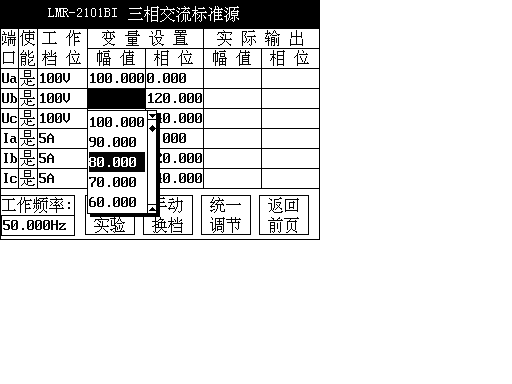 LMR-2101BI 三相交流标准源
端 使 工 作 变 量 设 置 实 际 输 出
口 能 档 位 幅 值 相 位 幅 值 相 位
Ua 是 100V 100.000 0.000
Ub 是 100V 120.000
Uc 是 100V 40.000
100.000
90.000
80.000
70.000
60.000
Ia 是 5A 000
Ib 是 5A 20.000
Ic 是 5A 40.000
工作频率:
50.000Hz
实验
手动
换档
统一
调节
返回
前页